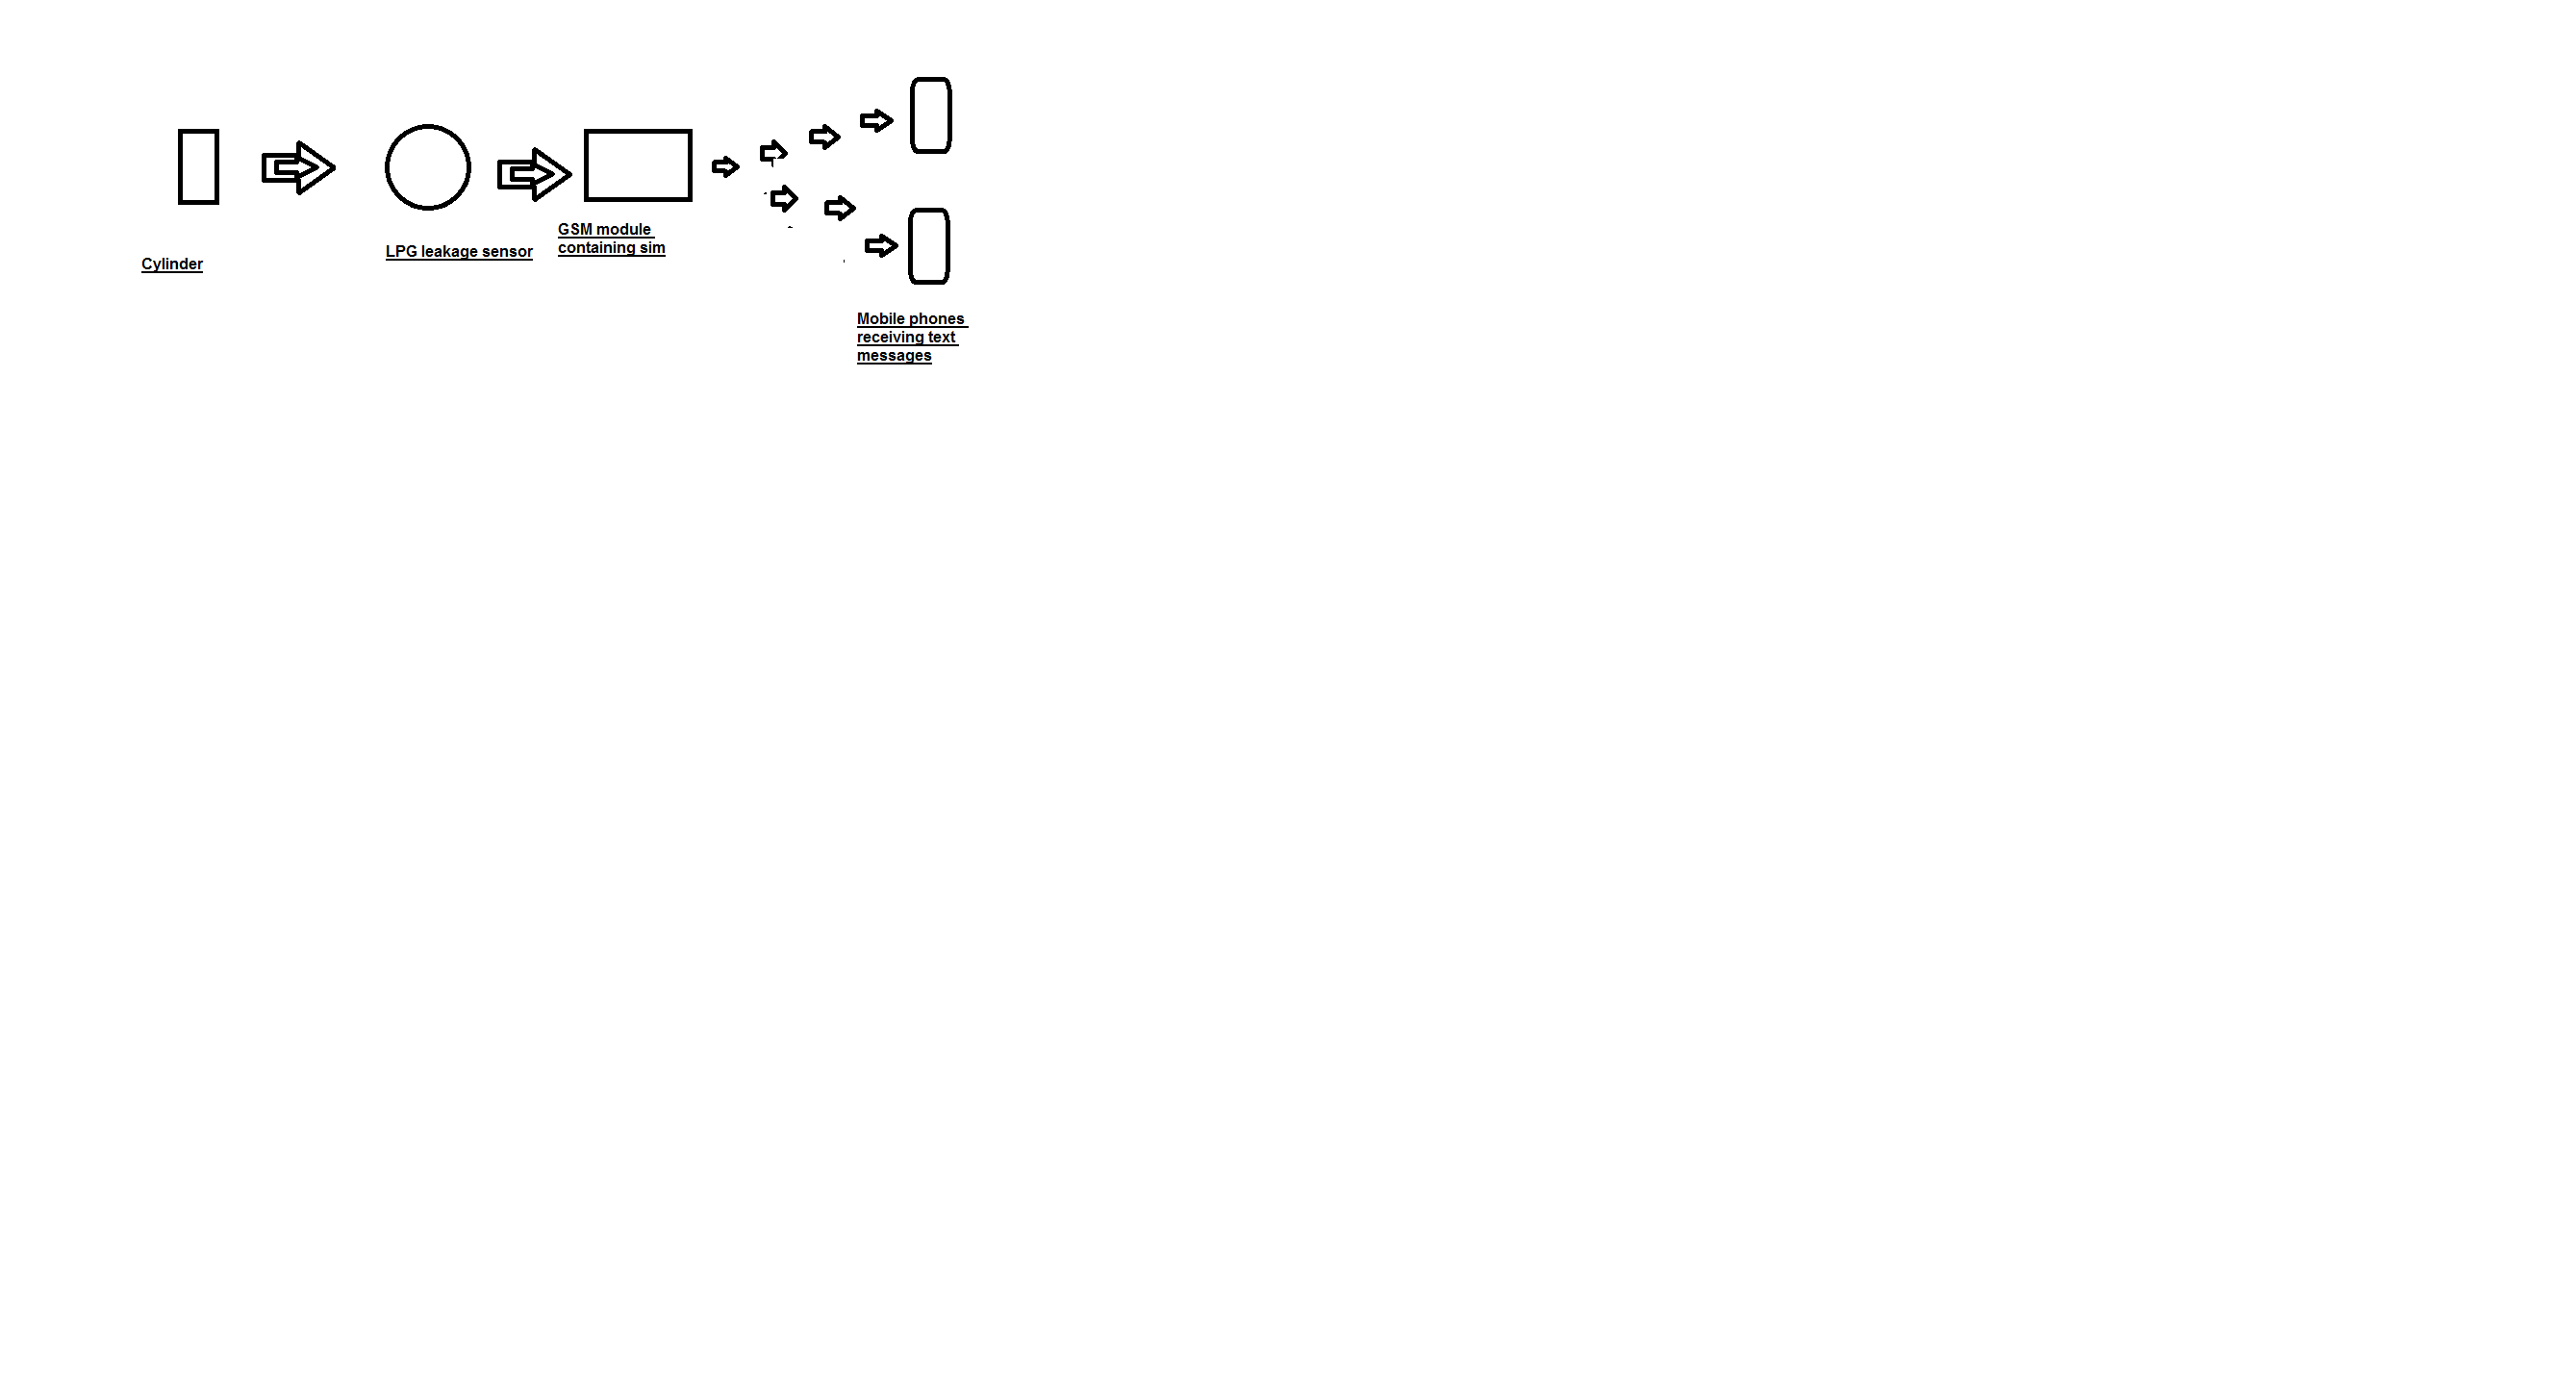 Cylinder
LPG leakage sensor
GSM module
containing sim
Mobile phones
receiving text
messages